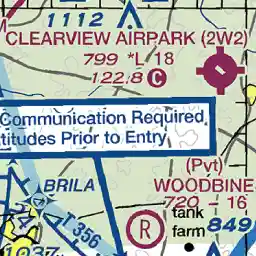 1112
CLEARVIEW AIRPARK (2W2)
799 *L 18
122.8 C
Communication Required
titudes Prior to Entry
(Pvt)
BRILA
WOODBINE
720 - 16
T 356
R
tank
farm
849
1037